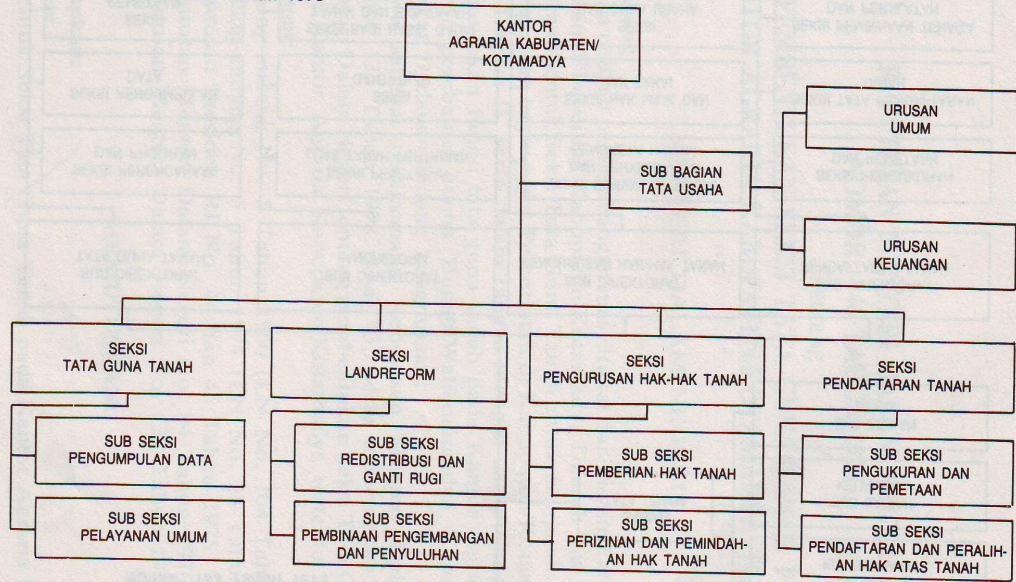 KANTOR
AGRARIA KABUPATEN/
KOTAMADYA
URUSAN
UMUM
SUB BAGIAN
TATA USAHA
URUSAN
KEUANGAN
SEKSI
TATA GUNA TANAH
SEKSI
LANDREFORM
SEKSI
PENGURUSAN HAK-HAK TANAH
SEKSI
PENDAFTARAN TANAH
SUB SEKSI
PENGUMPULAN DATA
SUB SEKSI
REDISTRIBUSI DAN
GANTI RUGI
SUB SEKSI
PEMBERIAN HAK TANAH
SUB SEKSI
PENGUKURAN DAN
PEMETAAN
SUB SEKSI
PELAYANAN UMUM
SUB SEKSI
PEMBINAAN PENGEMBANGAN
DAN PENYULUHAN
SUB SEKSI
PERIZINAN DAN PEMINDAH-
AN HAK TANAH
SUB SEKSI
PENDAFTARAN DAN PERALIH-
AN HAK ATAS TANAH